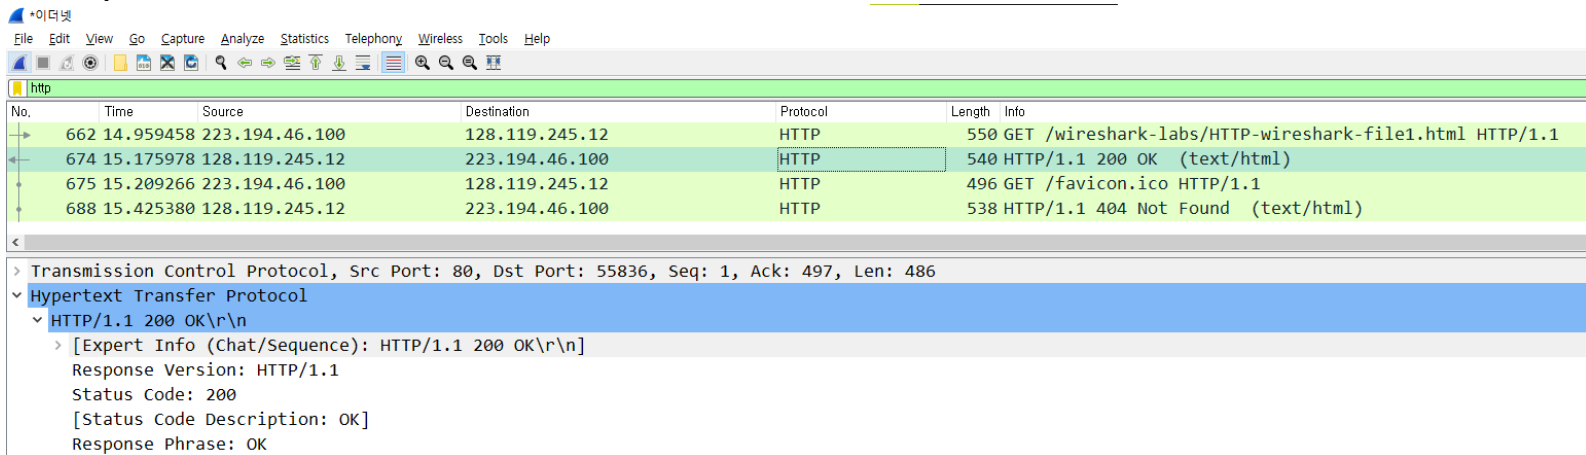 *이더넷
File Edit View Go Capture Analyze Statistics Telephony Wireless Tools Help
http
No. Time Source Destination Protocol Length Info
662 14.959458 223.194.46.100 128.119.245.12 HTTP 550 GET /wireshark-labs/HTTP-wireshark-file1.html HTTP/1.1
674 15.175978 128.119.245.12 223.194.46.100 HTTP 540 HTTP/1.1 200 OK (text/html)
675 15.209266 223.194.46.100 128.119.245.12 HTTP 496 GET /favicon.ico HTTP/1.1
688 15.425380 128.119.245.12 223.194.46.100 HTTP 538 HTTP/1.1 404 Not Found (text/html)
Transmission Control Protocol, Src Port: 80, Dst Port: 55836, Seq: 1, Ack: 497, Len: 486
Hypertext Transfer Protocol
HTTP/1.1 200 OK\r\n
[Expert Info (Chat/Sequence): HTTP/1.1 200 OK\r\n]
Response Version: HTTP/1.1
Status Code: 200
[Status Code Description: OK]
Response Phrase: OK